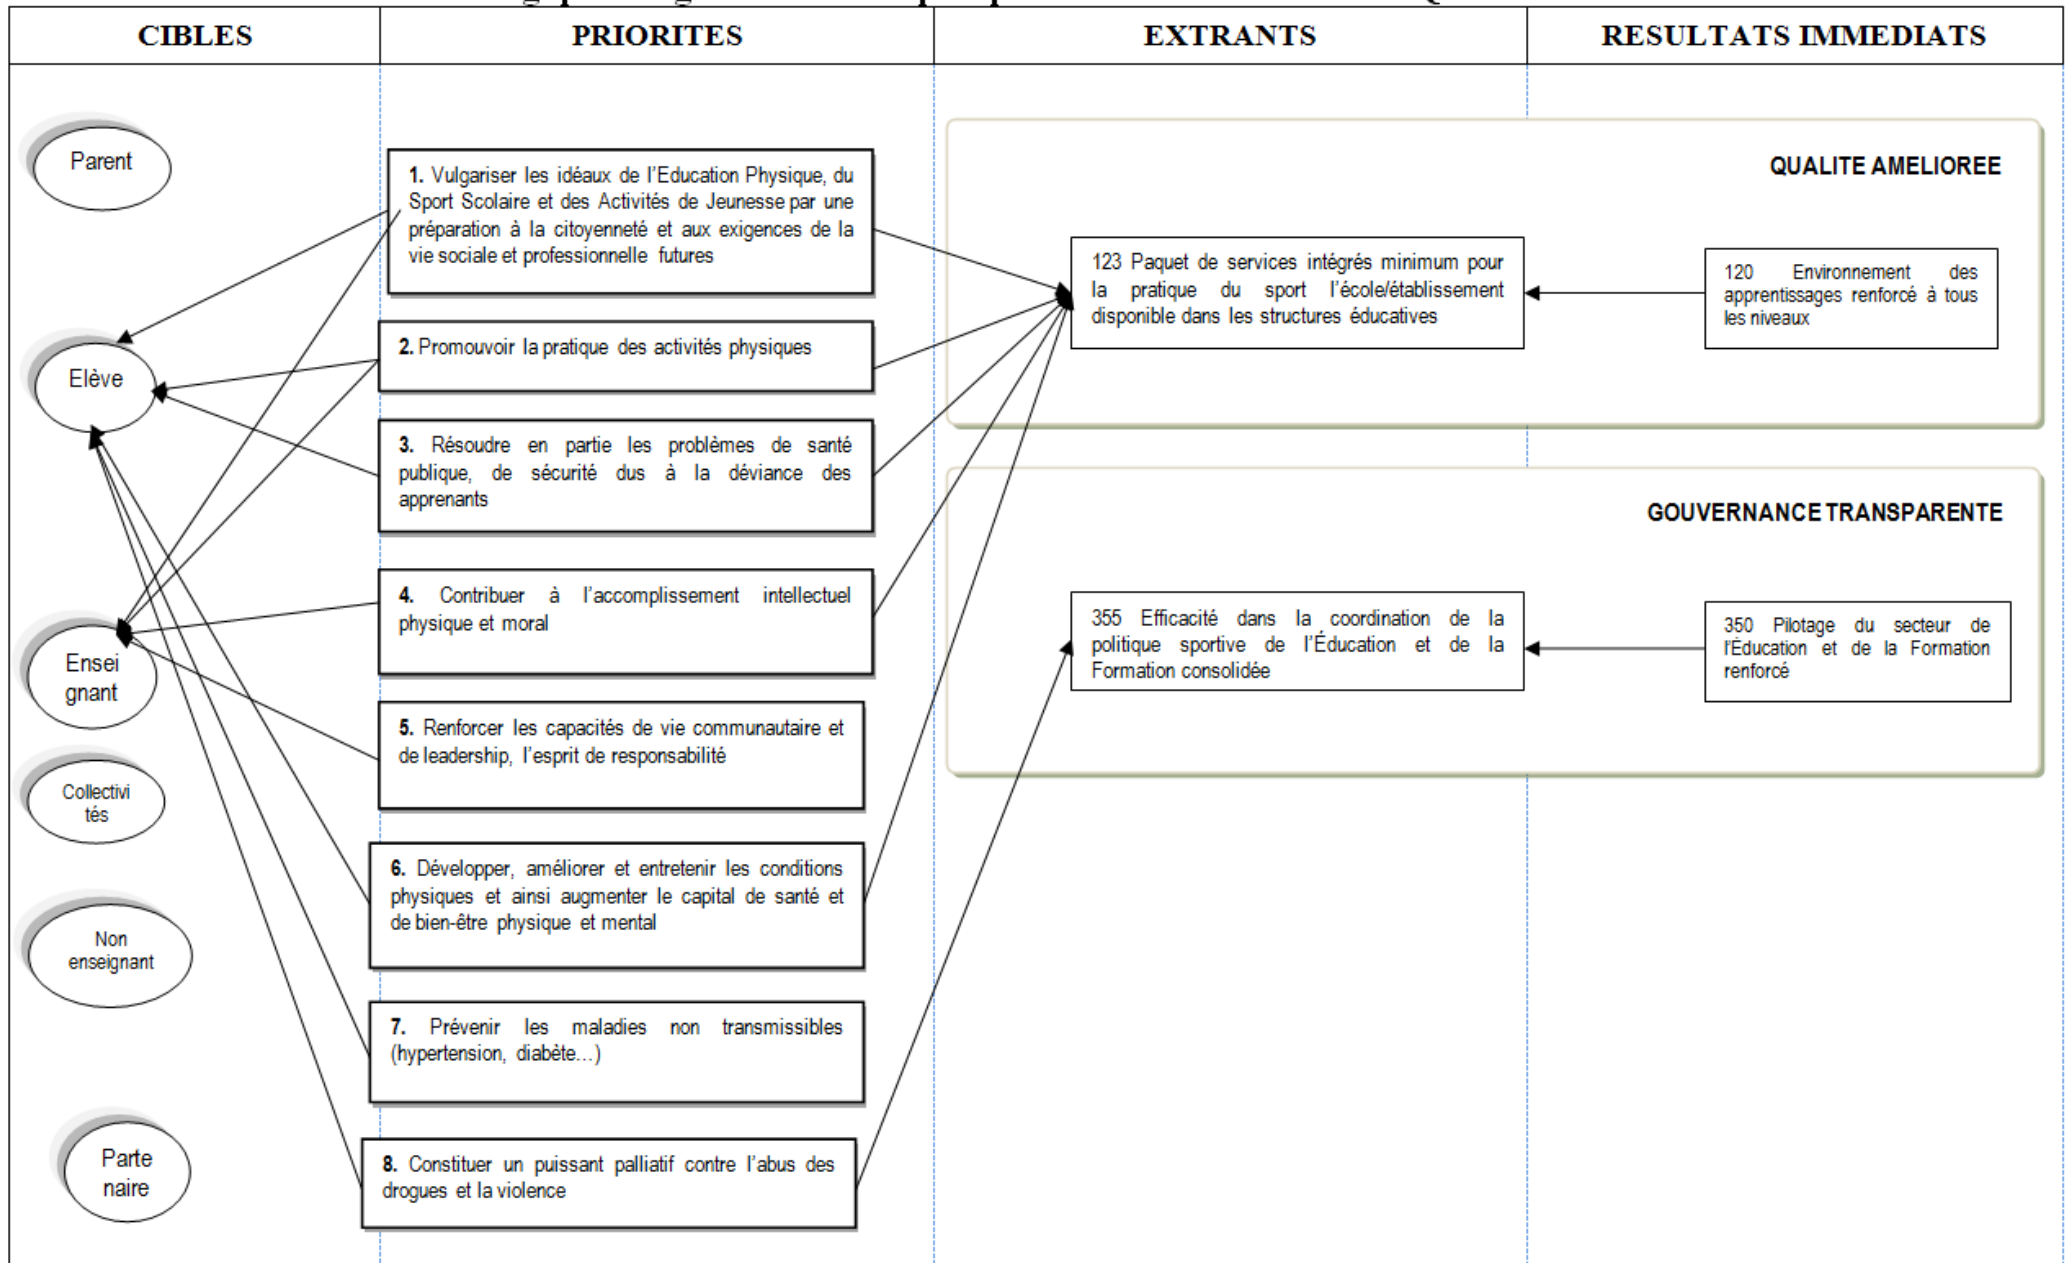 CIBLES
PRIORITES
EXTRANTS
RESULTATS IMMEDIATS
Parent
Elève
Ensei
gnant
Collectivi
tés
Non
enseignant
Parte
naire
1. Vulgariser les idéaux de l'Education Physique, du
Sport Scolaire et des Activités de Jeunesse par une
préparation à la citoyenneté et aux exigences de la
vie sociale et professionnelle futures
2. Promouvoir la pratique des activités physiques
3. Résoudre en partie les problèmes de santé
publique, de sécurité dus à la déviance des
apprenants
4. Contribuer à l'accomplissement intellectuel
physique et moral
5. Renforcer les capacités de vie communautaire et
de leadership, l'esprit de responsabilité
6. Développer, améliorer et entretenir les conditions
physiques et ainsi augmenter le capital de santé et
de bien-être physique et mental
7. Prévenir les maladies non transmissibles
(hypertension, diabète…)
8. Constituer un puissant palliatif contre l'abus des
drogues et la violence
QUALITE AMELIOREE
123 Paquet de services intégrés minimum pour
la pratique du sport l'école/établissement
disponible dans les structures éducatives
120 Environnement des
apprentissages renforcé à tous
les niveaux
GOUVERNANCE TRANSPARENTE
355 Efficacité dans la coordination de la
politique sportive de l'Éducation et de la
Formation consolidée
350 Pilotage du secteur de
l'Éducation et de la Formation
renforcé